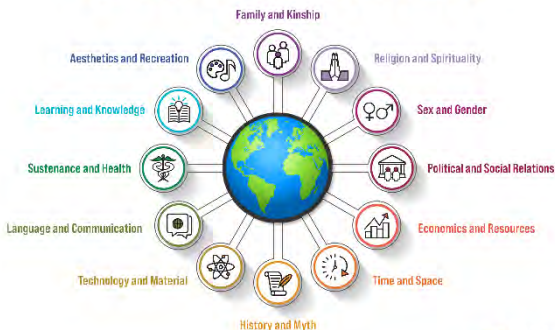 Family and Kinship
Aesthetics and Recreation
Religion and Spirituality
Learning and Knowledge
Sex and Gender
Sustenance and Health
Political and Social Relations
Language and Communication
Economics and Resources
Technology and Material
Time and Space
History and Myth